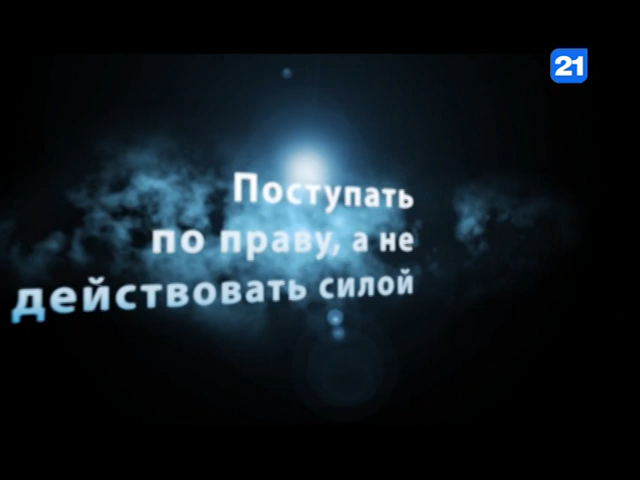 21
Поступать
по праву, а не
действовать силой